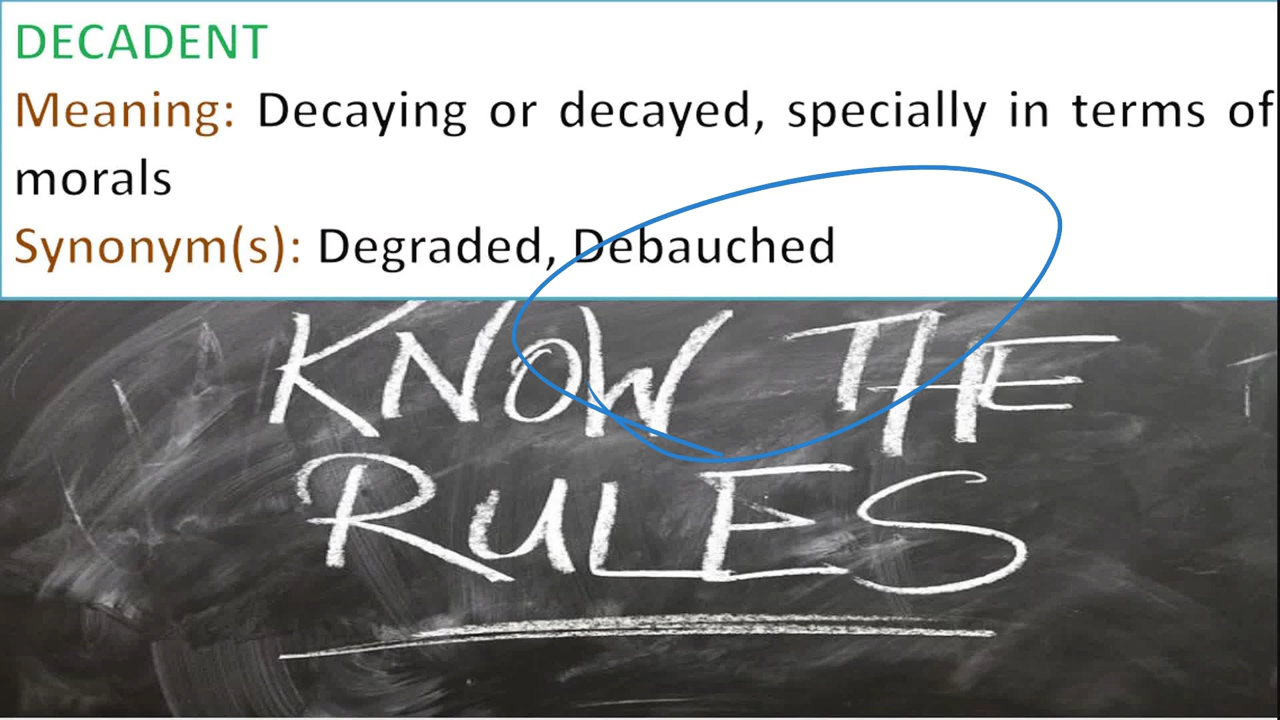 DECADENT
Meaning: Decaying or decayed, specially in terms of
morals
Synonym(s): Degraded, Debauched
KNOW THE
RULES